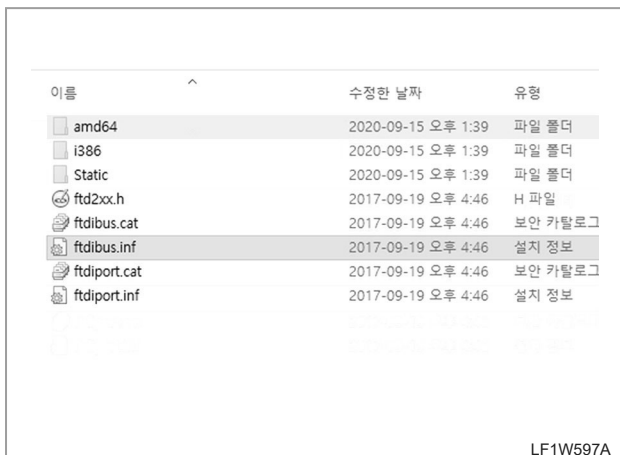 이름 수정한 날짜 유형
amd64 2020-09-15 오후 1:39 파일 폴더
i386 2020-09-15 오후 1:39 파일 폴더
Static 2020-09-15 오후 1:39 파일 폴더
ftd2xx.h 2017-09-19 오후 4:46 H 파일
ftdibus.cat 2017-09-19 오후 4:46 보안 카탈로그
ftdibus.inf 2017-09-19 오후 4:46 설치 정보
ftdiport.cat 2017-09-19 오후 4:46 보안 카탈로그
ftdiport.inf 2017-09-19 오후 4:46 설치 정보
LF1W597A